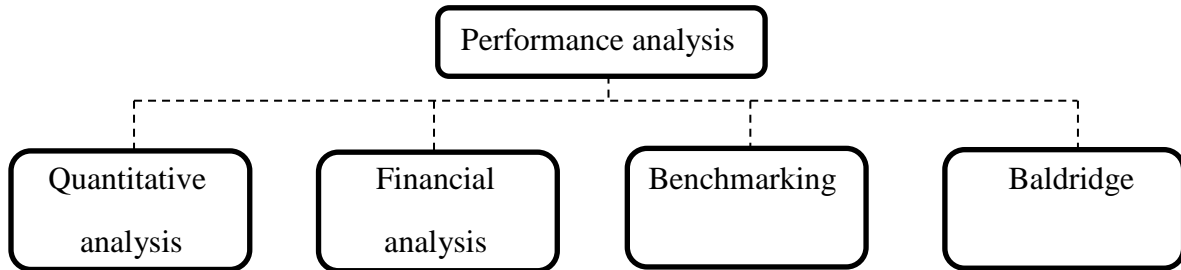 Performance analysis
Quantitative
analysis
Financial
analysis
Benchmarking
Baldridge